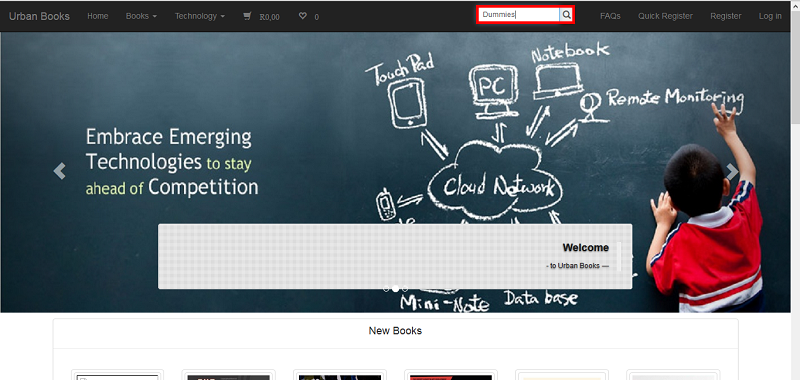 Urban Books
Home
Books
Technology
R0,00
0
Dummies
FAQs
Quick Register
Register
Log in
Embrace Emerging
Technologies to stay
ahead of Competition
TouchPad
PC
Notebook
Remote Monitoring
Cloud Network
Mini-Note
Data base
Welcome
- to Urban Books —
New Books